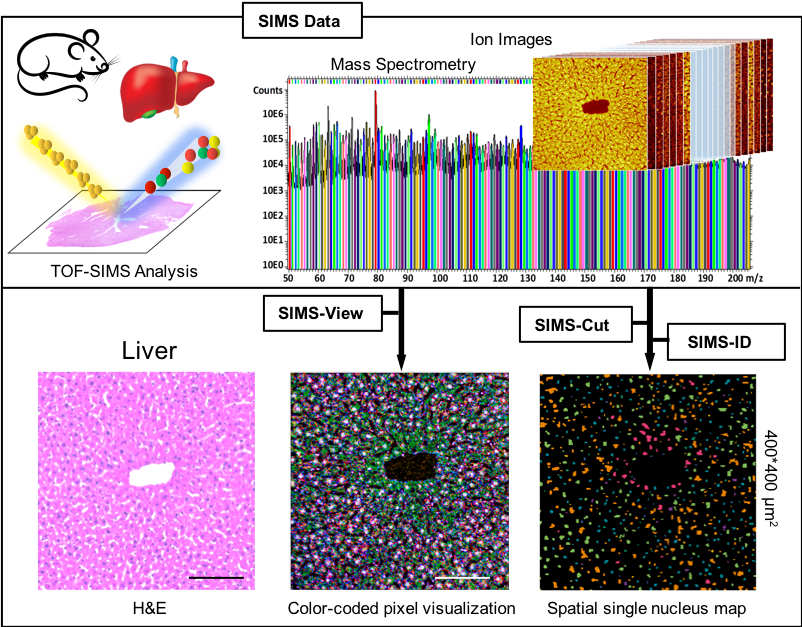 SIMS Data
Ion Images
Mass Spectrometry
Counts
10E6
10E5
10E4
10E3
10E2
10E1
10E0
50 60 70 80 90 100 110 120 130 140 150 160 170 180 190 200 m/z
TOF-SIMS Analysis
SIMS-View
SIMS-Cut
SIMS-ID
Liver
400*400 μm²
H&E
Color-coded pixel visualization
Spatial single nucleus map